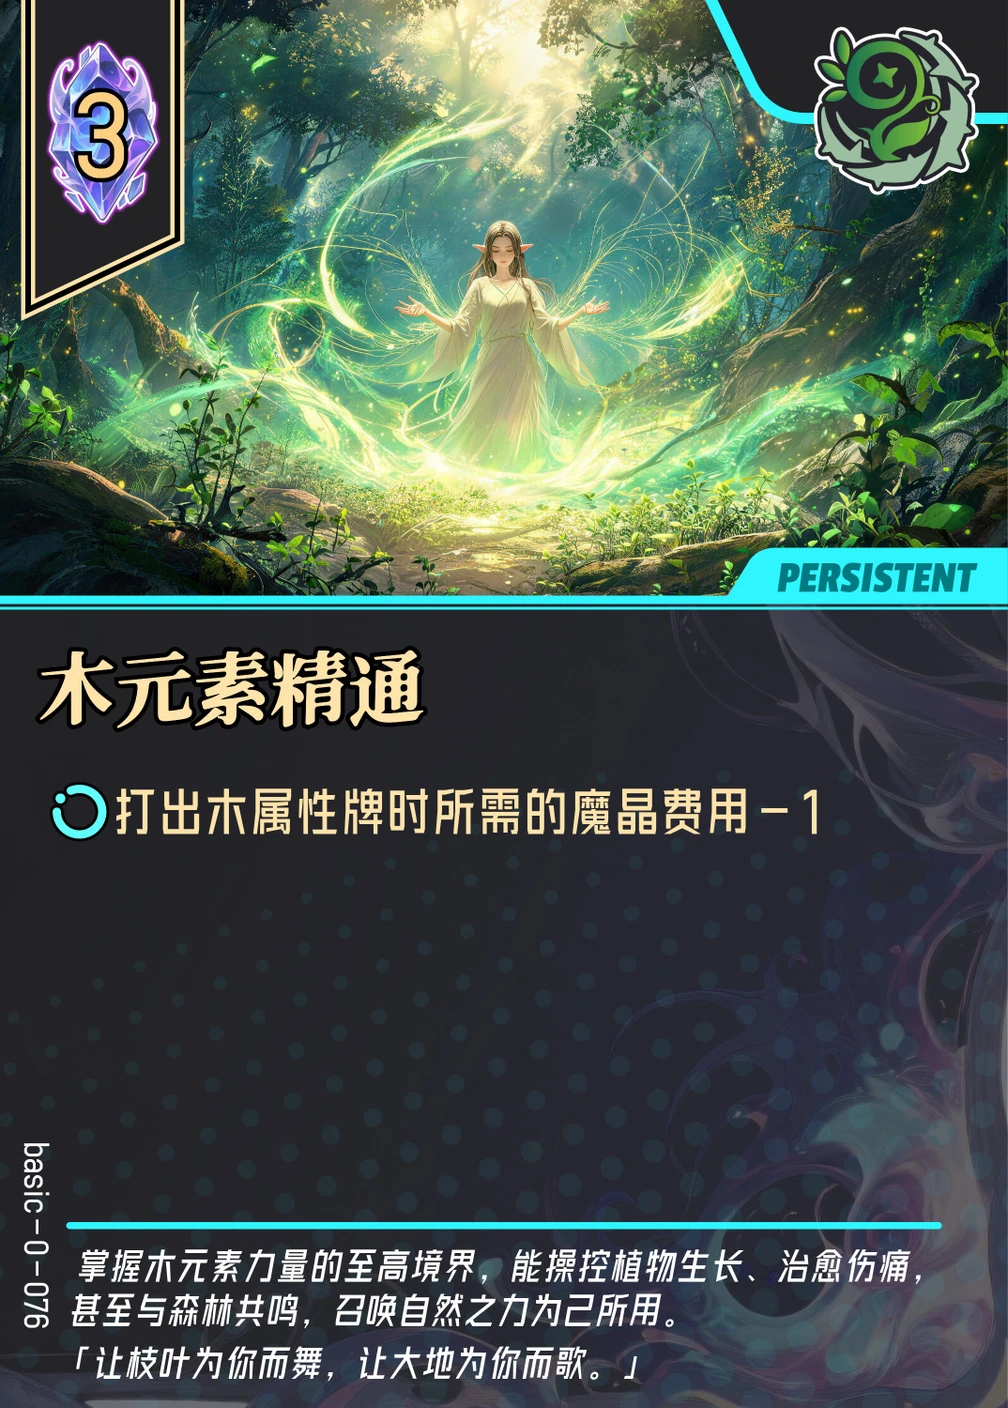 3
PERSISTENT
木元素精通
打出木属性牌时所需的魔晶费用-1
basic-0-076
掌握木元素力量的至高境界，能操控植物生长、治愈伤痛，
甚至与森林共鸣，召唤自然之力为己所用。
「让枝叶为你而舞，让大地为你而歌。」